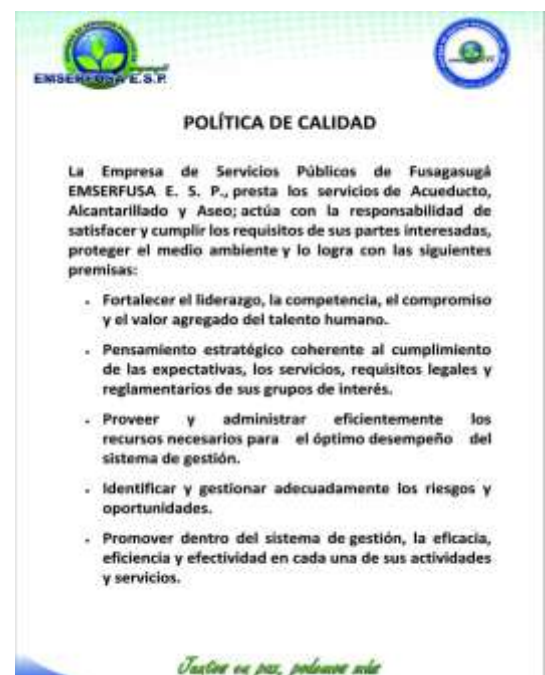 EMSERFUSA E.S.P.
POLÍTICA DE CALIDAD
La Empresa de Servicios Públicos de Fusagasugá
EMSERFUSA E. S. P., presta los servicios de Acueducto,
Alcantarillado y Aseo; actúa con la responsabilidad de
satisfacer y cumplir los requisitos de sus partes interesadas,
proteger el medio ambiente y lo logra con las siguientes
premisas:
• Fortalecer el liderazgo, la competencia, el compromiso
y el valor agregado del talento humano.
• Pensamiento estratégico coherente al cumplimiento
de las expectativas, los servicios, requisitos legales y
reglamentarios de sus grupos de interés.
• Proveer y administrar eficientemente los
recursos necesarios para el óptimo desempeño del
sistema de gestión.
• Identificar y gestionar adecuadamente los riesgos y
oportunidades.
• Promover dentro del sistema de gestión, la eficacia,
eficiencia y efectividad en cada una de sus actividades
y servicios.
Juntos en paz, podemos más